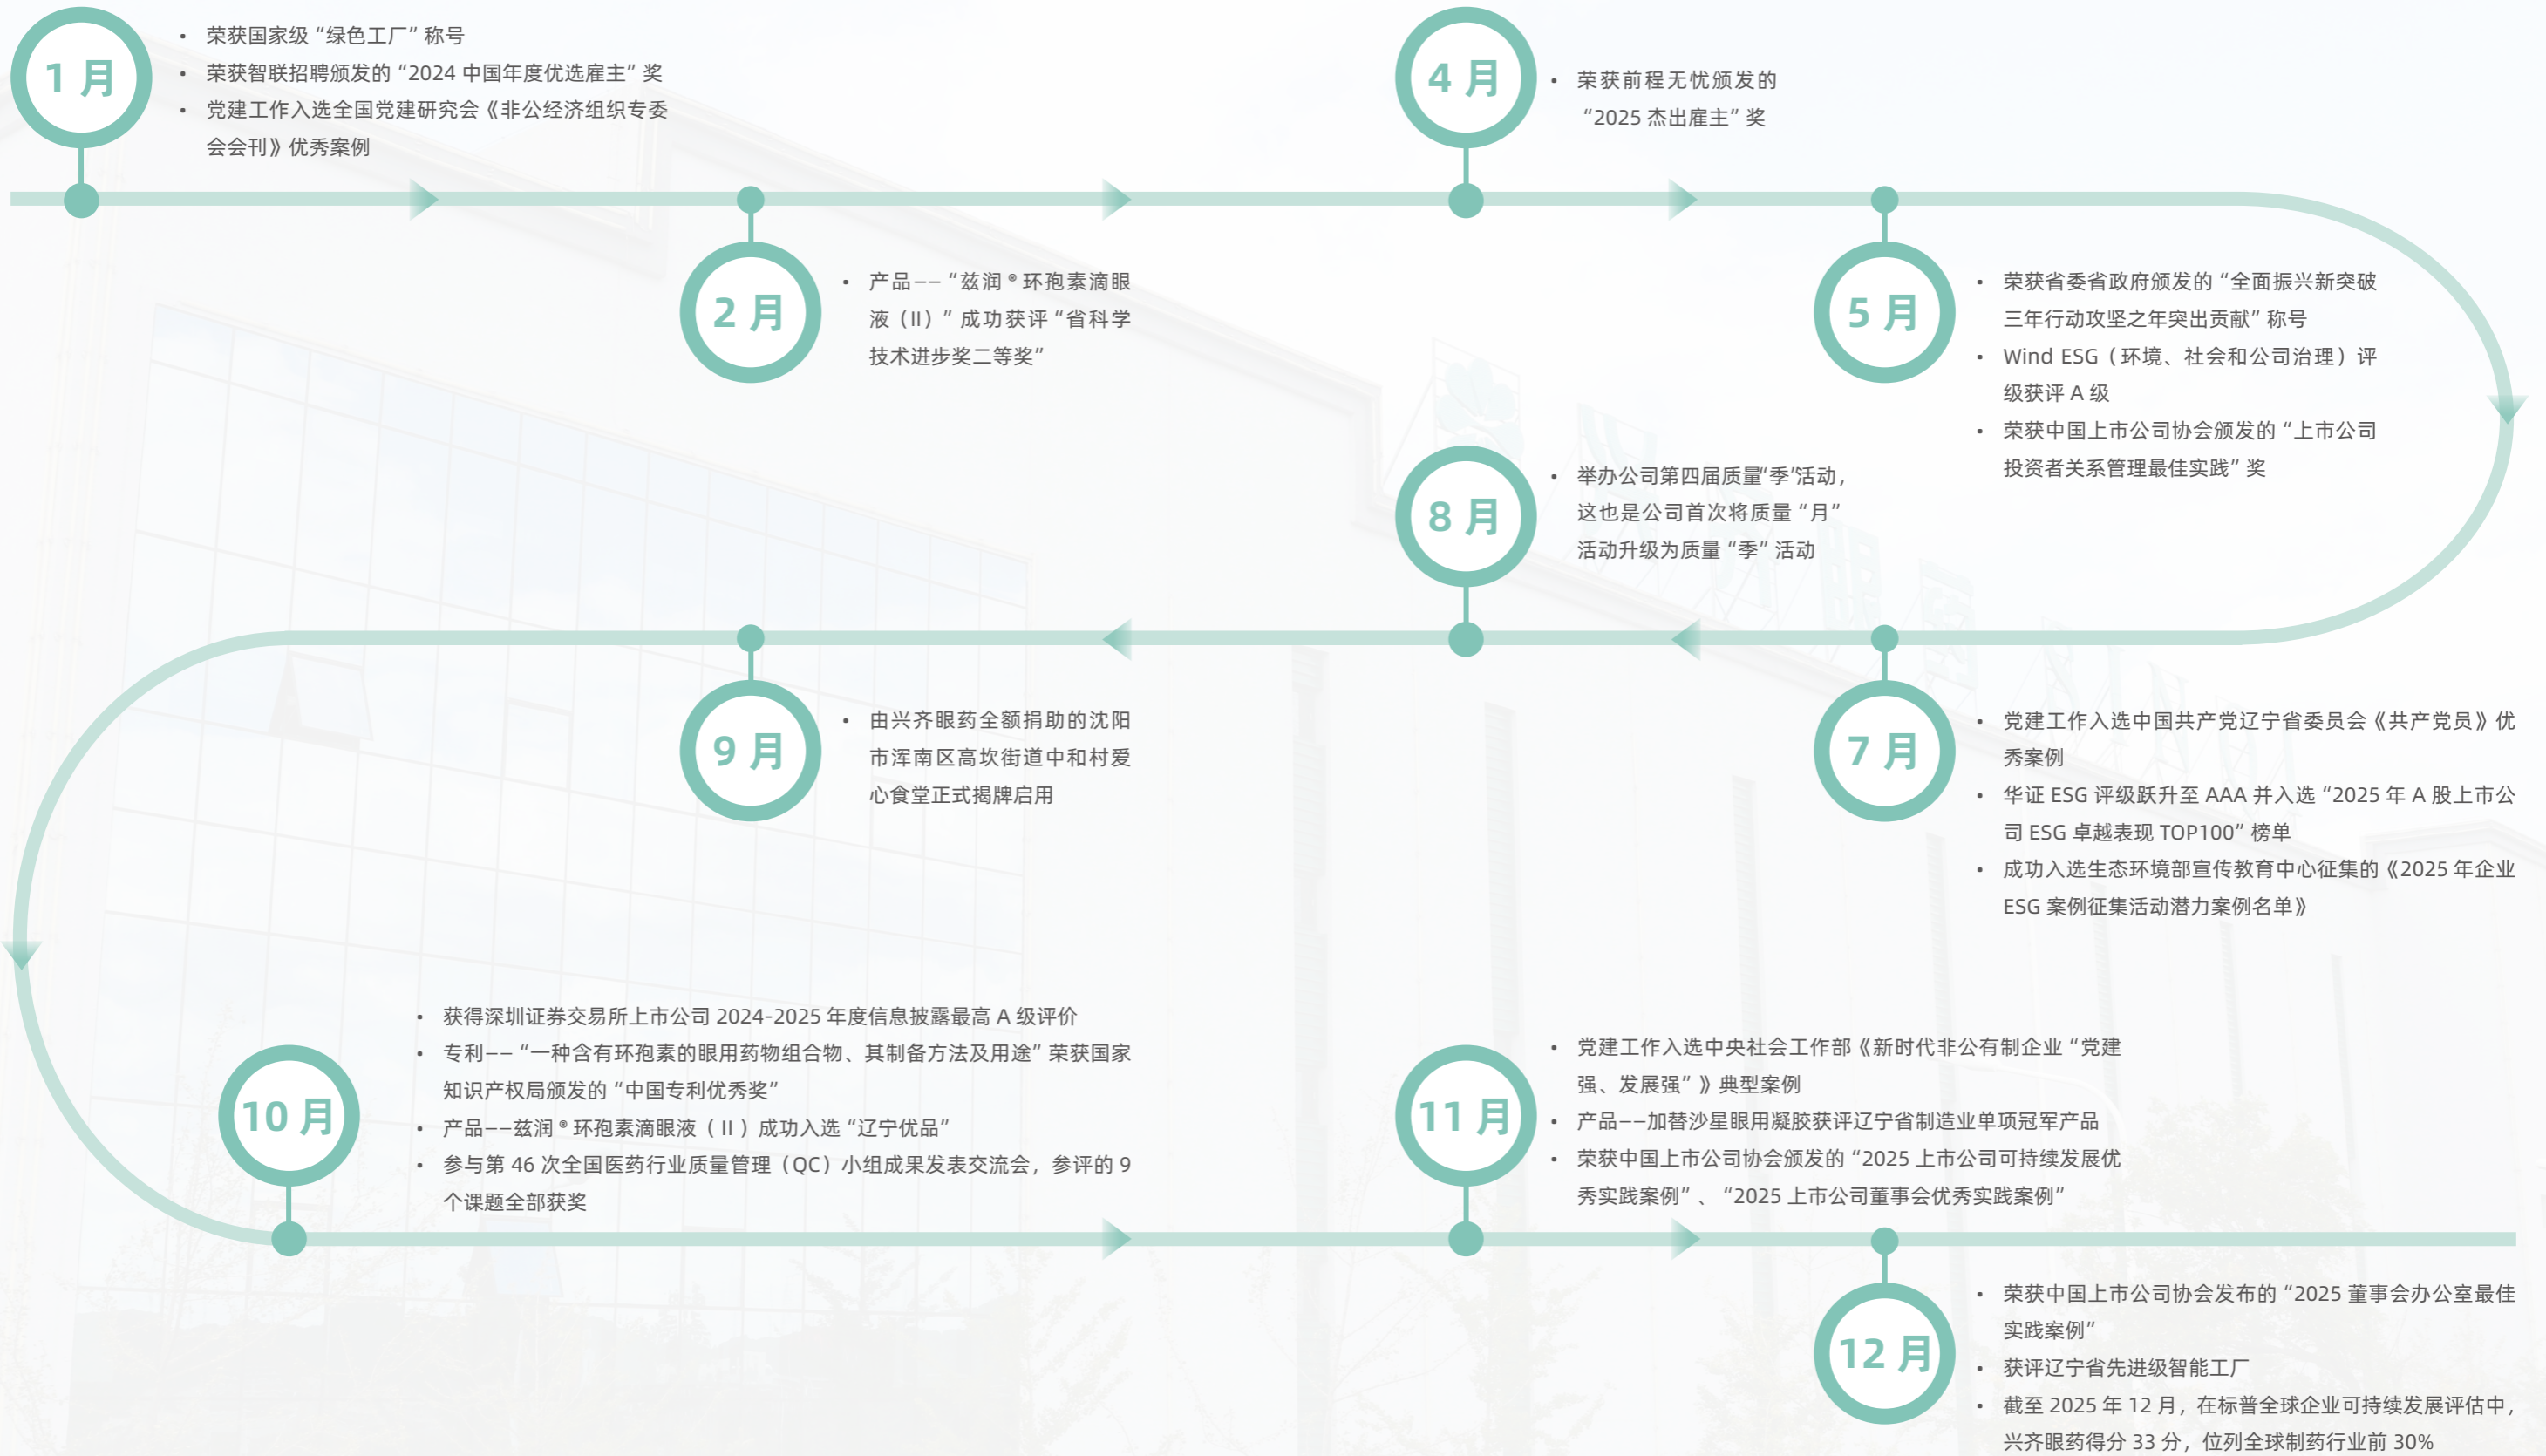 1 月
• 荣获国家级“绿色工厂”称号
• 荣获智联招聘颁发的“2024 中国年度优选雇主”奖
• 党建工作入选全国党建研究会《非公经济组织专委
会会刊》优秀案例
2 月
• 产品——“兹润®环孢素滴眼
液（II）”成功获评“省科学
技术进步奖二等奖”
4 月
• 荣获前程无忧颁发的
“2025 杰出雇主”奖
5 月
• 荣获省委省政府颁发的“全面振兴新突破
三年行动攻坚之年突出贡献”称号
• Wind ESG（环境、社会和公司治理）评
级获评 A 级
• 荣获中国上市公司协会颁发的“上市公司
投资者关系管理最佳实践”奖
7 月
• 党建工作入选中国共产党辽宁省委员会《共产党员》优
秀案例
• 华证 ESG 评级跃升至 AAA 并入选“2025 年 A 股上市公
司 ESG 卓越表现 TOP100”榜单
• 成功入选生态环境部宣传教育中心征集的《2025 年企业
ESG 案例征集活动潜力案例名单》
8 月
• 举办公司第四届质量“季”活动，
这也是公司首次将质量“月”
活动升级为质量“季”活动
9 月
• 由兴齐眼药全额捐助的沈阳
市浑南区高坎街道中和村爱
心食堂正式揭牌启用
10 月
• 获得深圳证券交易所上市公司 2024-2025 年度信息披露最高 A 级评价
• 专利——“一种含有环孢素的眼用药物组合物、其制备方法及用途”荣获国家
知识产权局颁发的“中国专利优秀奖”
• 产品——兹润®环孢素滴眼液（ II ）成功入选“辽宁优品”
• 参与第 46 次全国医药行业质量管理（QC）小组成果发表交流会，参评的 9
个课题全部获奖
11 月
• 党建工作入选中央社会工作部《新时代非公有制企业“党建
强、发展强”》典型案例
• 产品——加替沙星眼用凝胶获评辽宁省制造业单项冠军产品
• 荣获中国上市公司协会颁发的“2025 上市公司可持续发展优
秀实践案例”、“2025 上市公司董事会优秀实践案例”
12 月
• 荣获中国上市公司协会发布的“2025 董事会办公室最佳
实践案例”
• 获评辽宁省先进级智能工厂
• 截至 2025 年 12 月，在标普全球企业可持续发展评估中，
兴齐眼药得分 33 分，位列全球制药行业前 30%